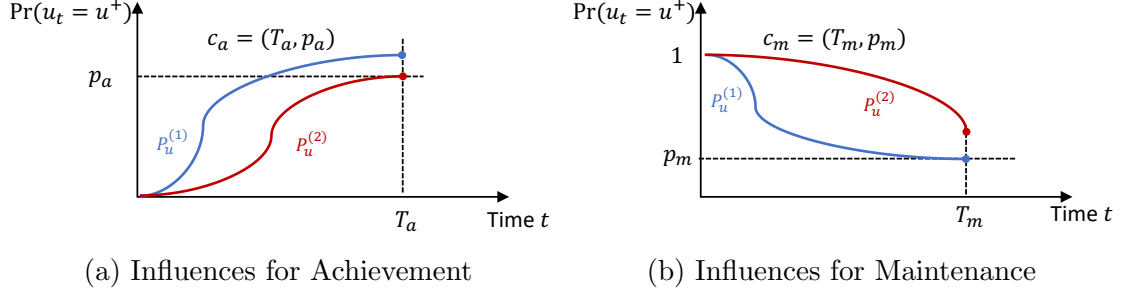 Pr(u_t = u^+)
c_a = (T_a, p_a)
p_a
P_u^{(1)}
P_u^{(2)}
T_a
Time t
(a) Influences for Achievement
Pr(u_t = u^+)
c_m = (T_m, p_m)
1
P_u^{(1)}
P_u^{(2)}
p_m
T_m
Time t
(b) Influences for Maintenance